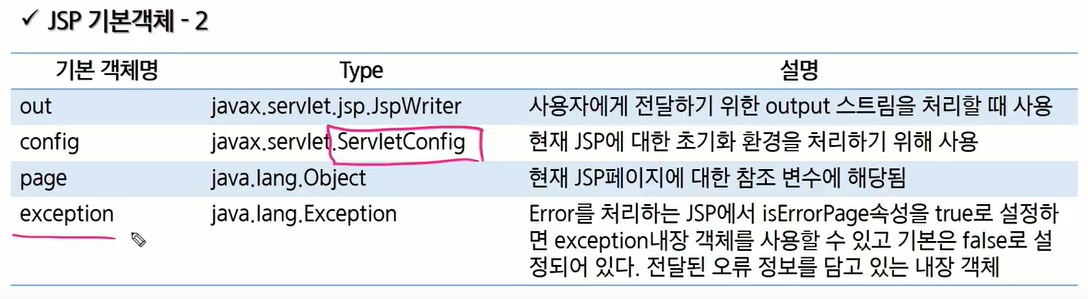 ✓ JSP 기본객체 - 2
기본 객체명 Type 설명
out javax.servlet.jsp.JspWriter 사용자에게 전달하기 위한 output 스트림을 처리할 때 사용
config javax.servlet.ServletConfig 현재 JSP에 대한 초기화 환경을 처리하기 위해 사용
page java.lang.Object 현재 JSP페이지에 대한 참조 변수에 해당됨
exception java.lang.Exception Error를 처리하는 JSP에서 isErrorPage속성을 true로 설정하
면 exception내장 객체를 사용할 수 있고 기본은 false로 설
정되어 있다. 전달된 오류 정보를 담고 있는 내장 객체